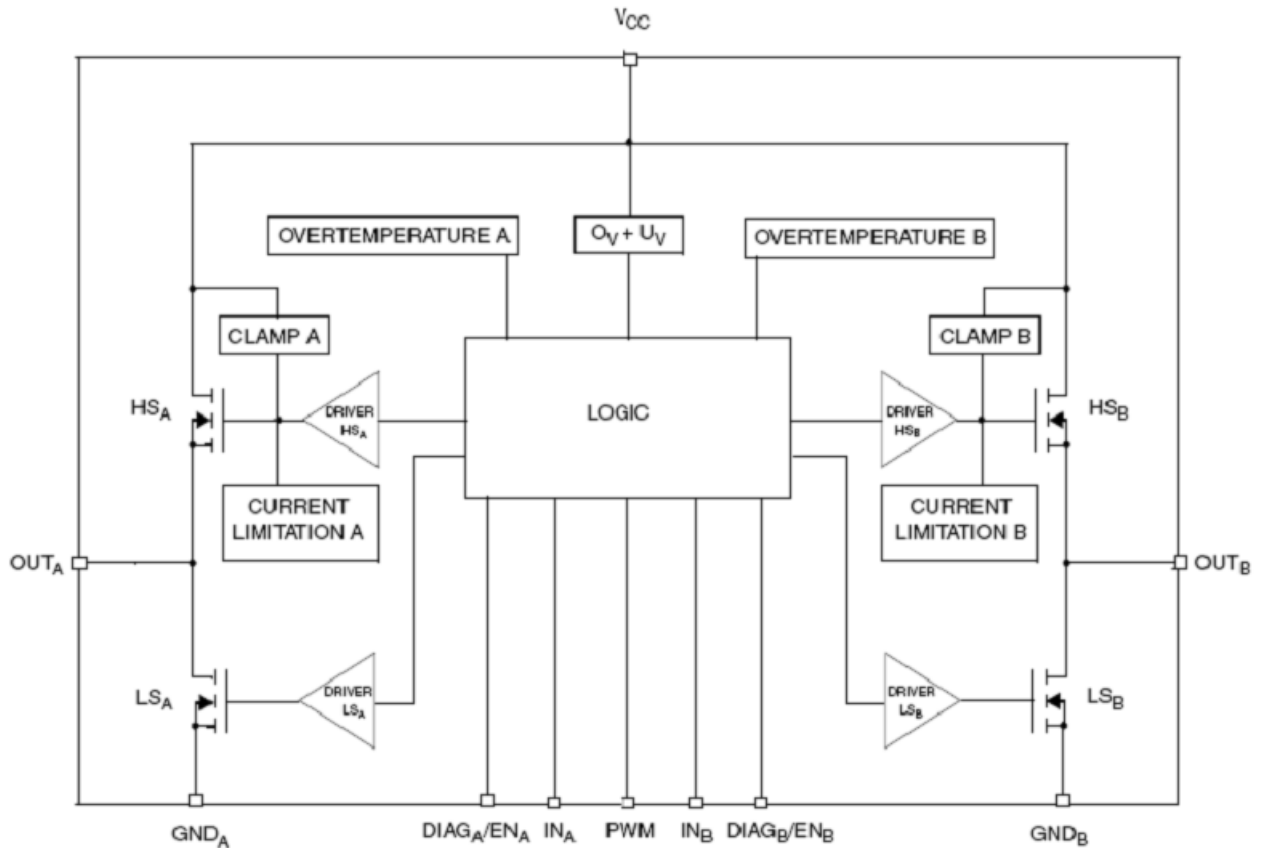 VCC
OVERTEMPERATURE A
OV + UV
OVERTEMPERATURE B
CLAMP A
CLAMP B
HSA
DRIVER
HSA
LOGIC
DRIVER
HSB
HSB
CURRENT
LIMITATION A
CURRENT
LIMITATION B
OUTA
OUTB
LSA
DRIVER
LSA
DRIVER
LSB
LSB
GNDA
DIAGA/ENA
INA
PWM
INB
DIAGB/ENB
GNDB